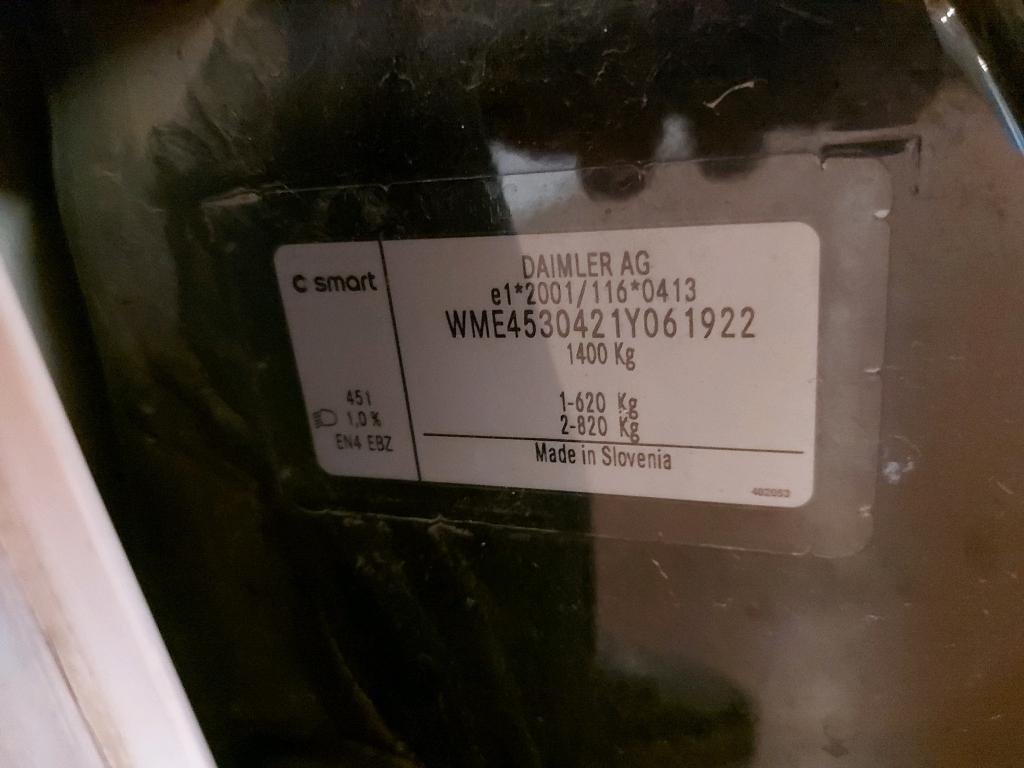 smart
451
1,0 %
EN4 EBZ
DAIMLER AG
e1*2001/116*0413
WME4530421Y061922
1400 Kg
1-620 Kg
2-820 Kg
Made in Slovenia
402053